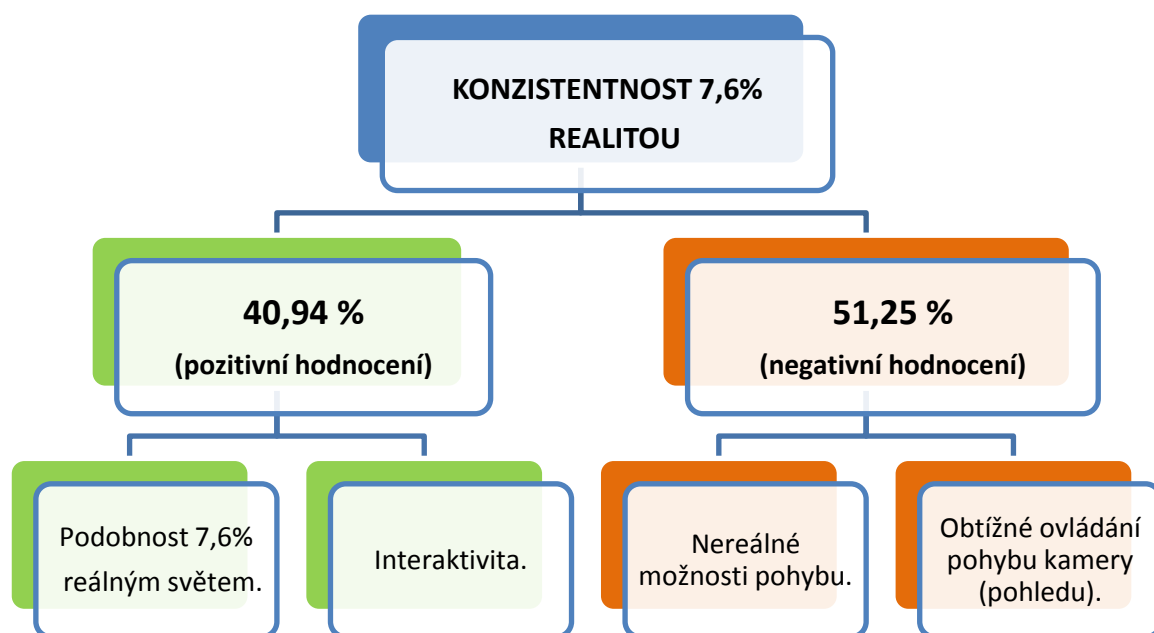 KONZISTENTNOST 7,6%
REALITOU
40,94 %
(pozitivní hodnocení)
51,25 %
(negativní hodnocení)
Podobnost 7,6%
reálným světem.
Interaktivita.
Nereálné
možnosti pohybu.
Obtížné ovládání
pohybu kamery
(pohledu).